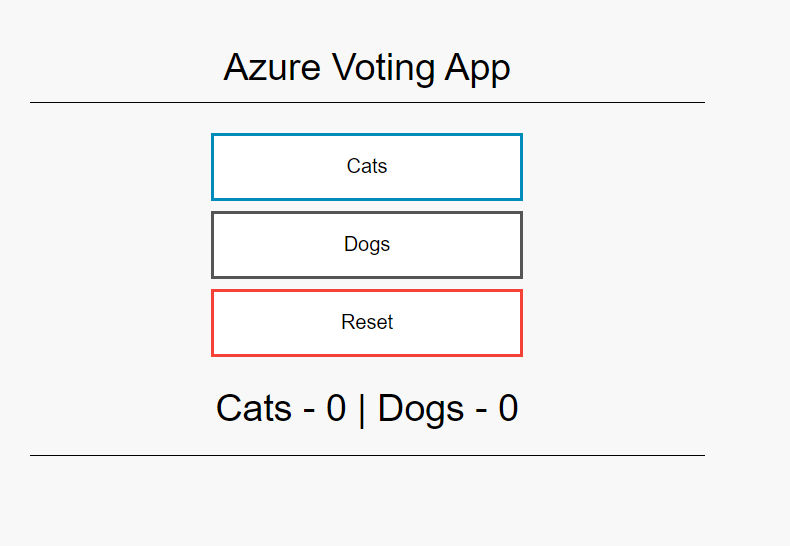 Azure Voting App
Cats
Dogs
Reset
Cats - 0 | Dogs - 0